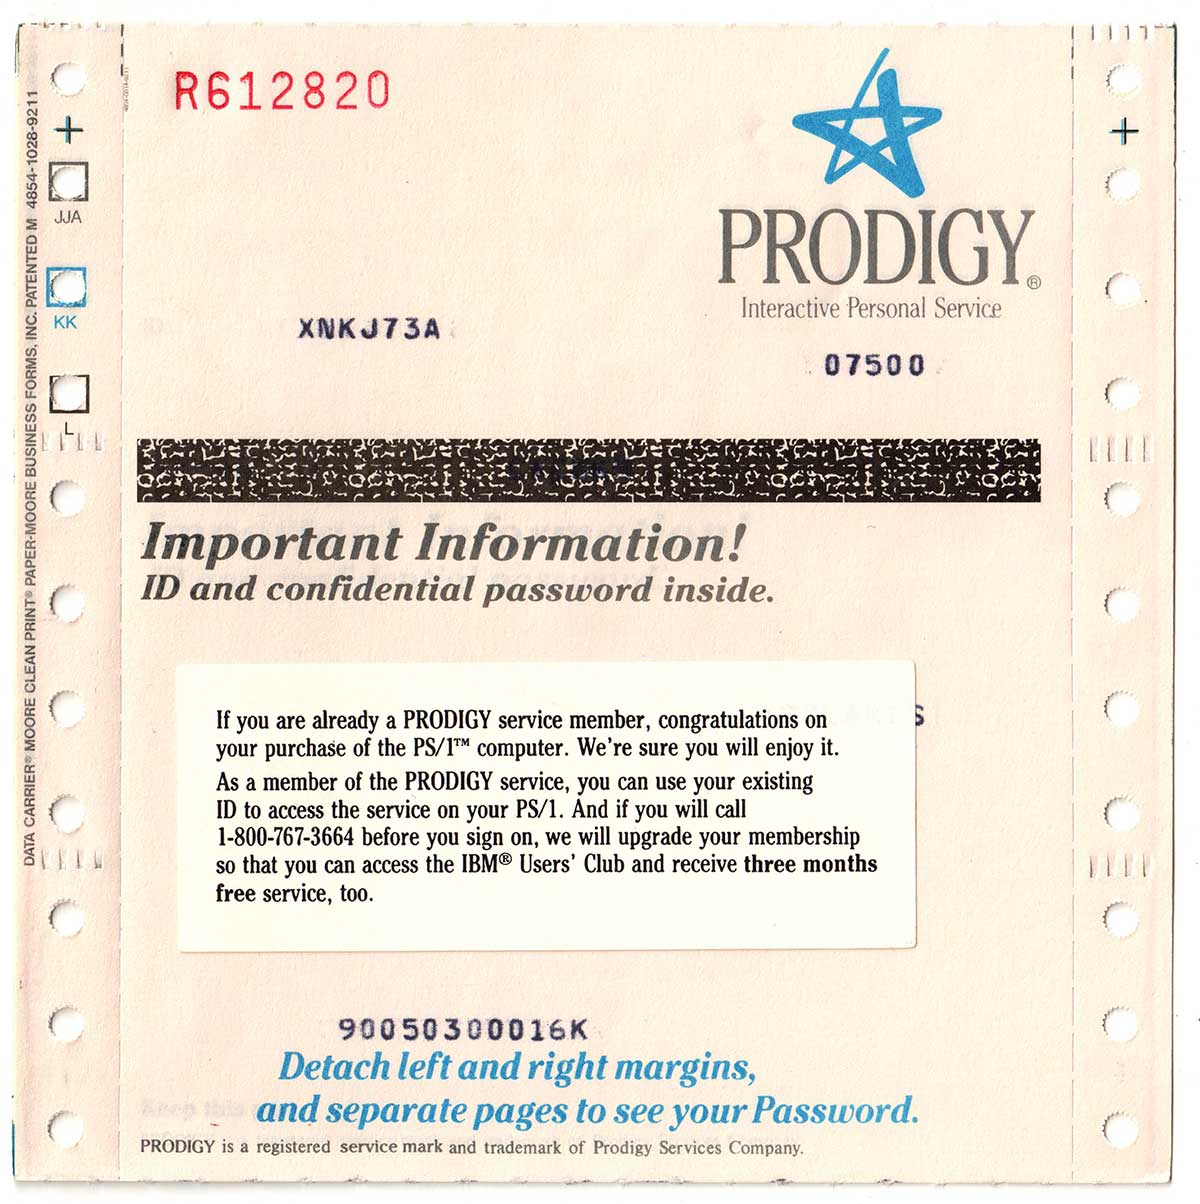 R612820
PRODIGY®
Interactive Personal Service
XNKJ73A
07500
JJA
KK
L
DATA CARRIER® MOORE CLEAN PRINT® PAPER-MOORE BUSINESS FORMS, INC. PATENTED M 4854-1028-9211
Important Information!
ID and confidential password inside.
If you are already a PRODIGY service member, congratulations on
your purchase of the PS/1™ computer. We're sure you will enjoy it.
As a member of the PRODIGY service, you can use your existing
ID to access the service on your PS/1. And if you will call
1-800-767-3664 before you sign on, we will upgrade your membership
so that you can access the IBM® Users' Club and receive three months
free service, too.
S
90050300016K
Detach left and right margins,
and separate pages to see your Password.
PRODIGY is a registered service mark and trademark of Prodigy Services Company.